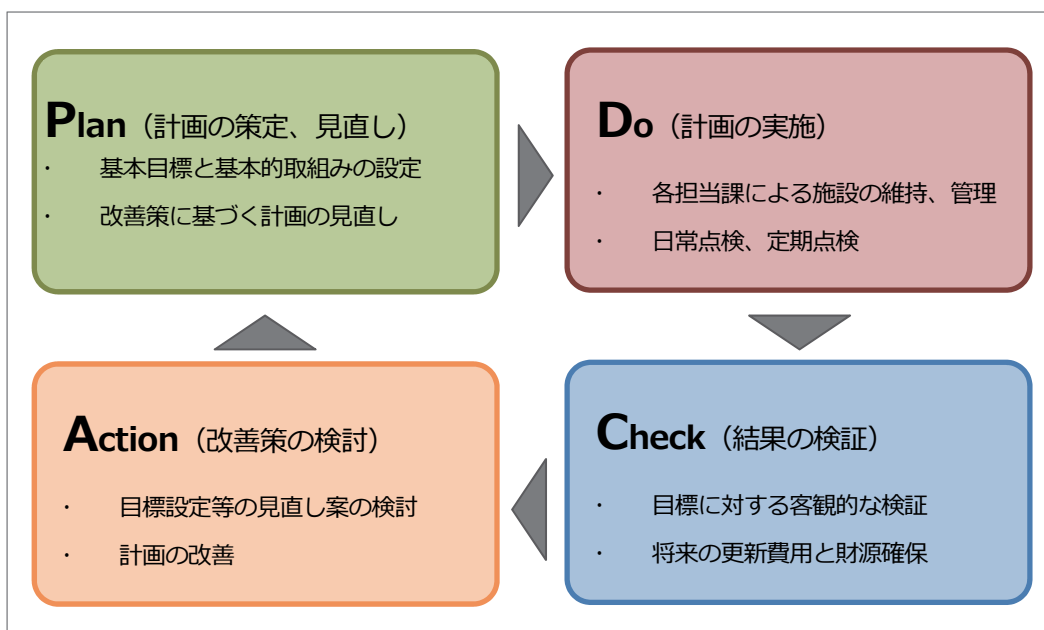 Plan（計画の策定、見直し）
・ 基本目標と基本的取組みの設定
・ 改善策に基づく計画の見直し
Do（計画の実施）
・ 各担当課による施設の維持、管理
・ 日常点検、定期点検
Action（改善策の検討）
・ 目標設定等の見直し案の検討
・ 計画の改善
Check（結果の検証）
・ 目標に対する客観的な検証
・ 将来の更新費用と財源確保